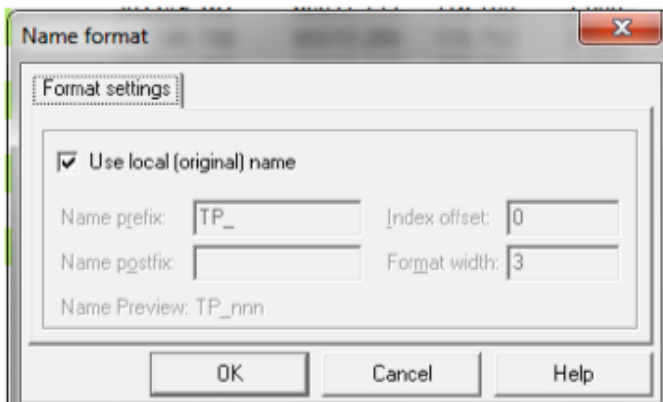 Name format
Format settings
Use local (original) name
Name prefix: TP_ Index offset: 0
Name postfix: Format width: 3
Name Preview: TP_nnn
OK Cancel Help